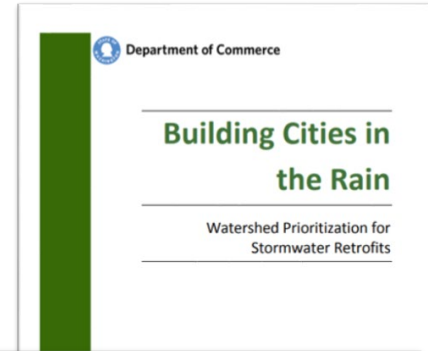 Department of Commerce
Building Cities in
the Rain
Watershed Prioritization for
Stormwater Retrofits